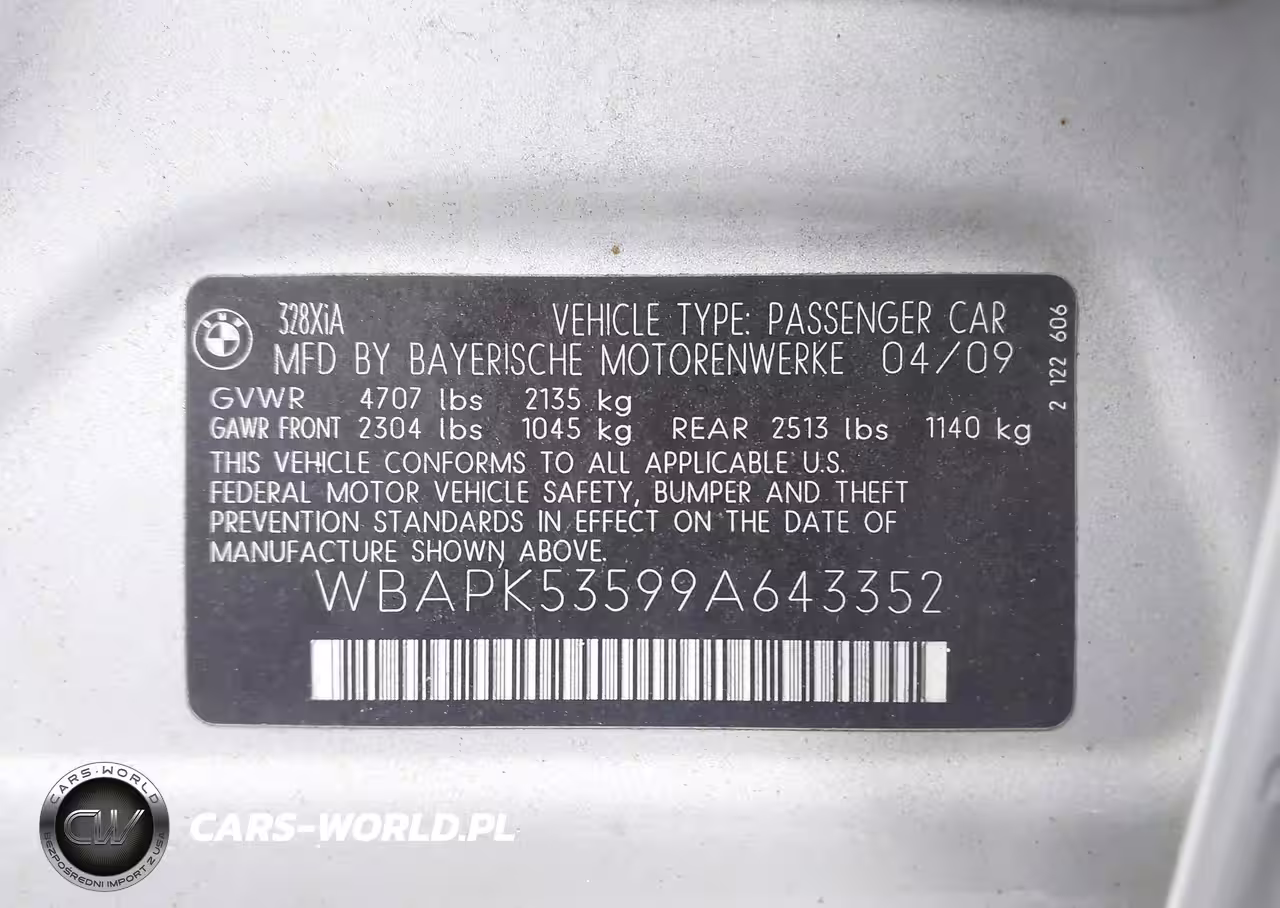 328XiA VEHICLE TYPE: PASSENGER CAR
MFD BY BAYERISCHE MOTORENWERKE 04/09
GVWR 4707 lbs 2135 kg
GAWR FRONT 2304 lbs 1045 kg REAR 2513 lbs 1140 kg
THIS VEHICLE CONFORMS TO ALL APPLICABLE U.S.
FEDERAL MOTOR VEHICLE SAFETY, BUMPER AND THEFT
PREVENTION STANDARDS IN EFFECT ON THE DATE OF
MANUFACTURE SHOWN ABOVE.
WBAPK53599A643352
2 122 606
CARS-WORLD
CW
BEZPOŚREDNI IMPORT Z USA
CARS-WORLD.PL